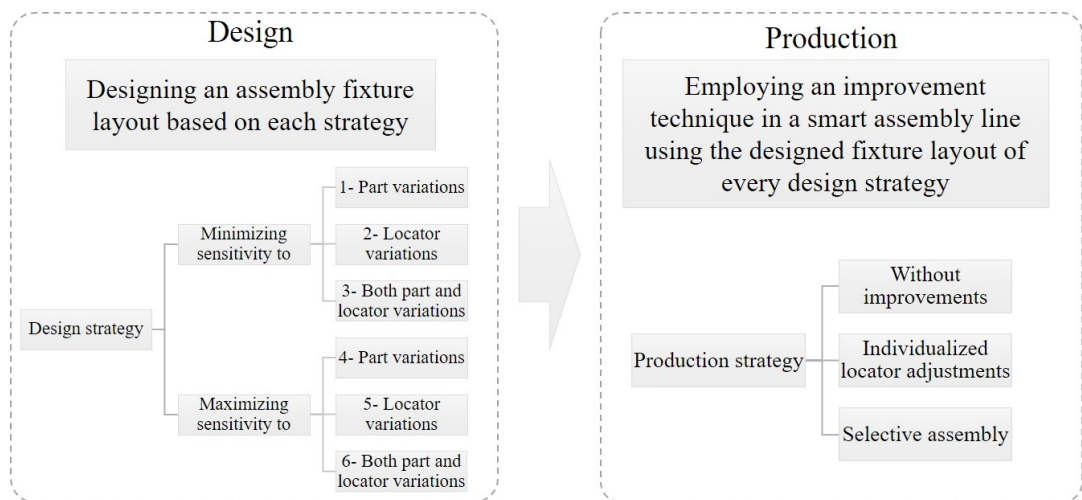 Design
Designing an assembly fixture
layout based on each strategy
Design strategy
Minimizing
sensitivity to
1- Part variations
2- Locator
variations
3- Both part and
locator variations
Maximizing
sensitivity to
4- Part variations
5- Locator
variations
6- Both part and
locator variations
Production
Employing an improvement
technique in a smart assembly line
using the designed fixture layout of
every design strategy
Production strategy
Without
improvements
Individualized
locator adjustments
Selective assembly